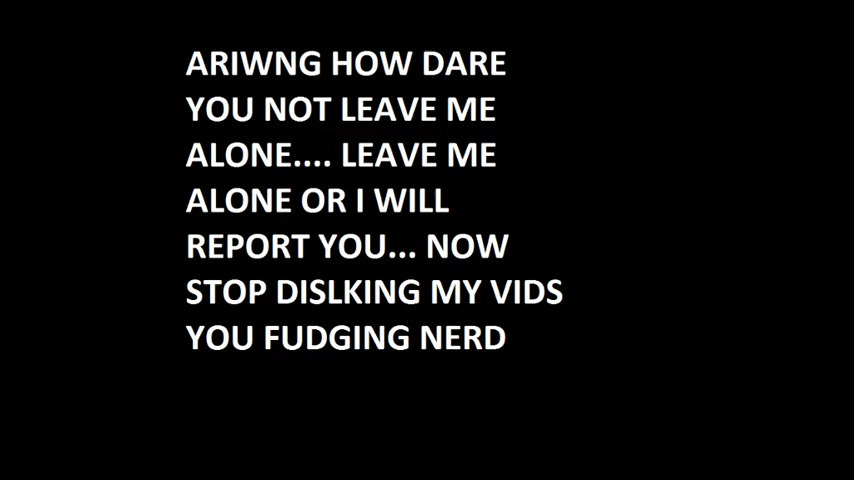 ARIWNG HOW DARE
YOU NOT LEAVE ME
ALONE.... LEAVE ME
ALONE OR I WILL
REPORT YOU... NOW
STOP DISLKING MY VIDS
YOU FUDGING NERD